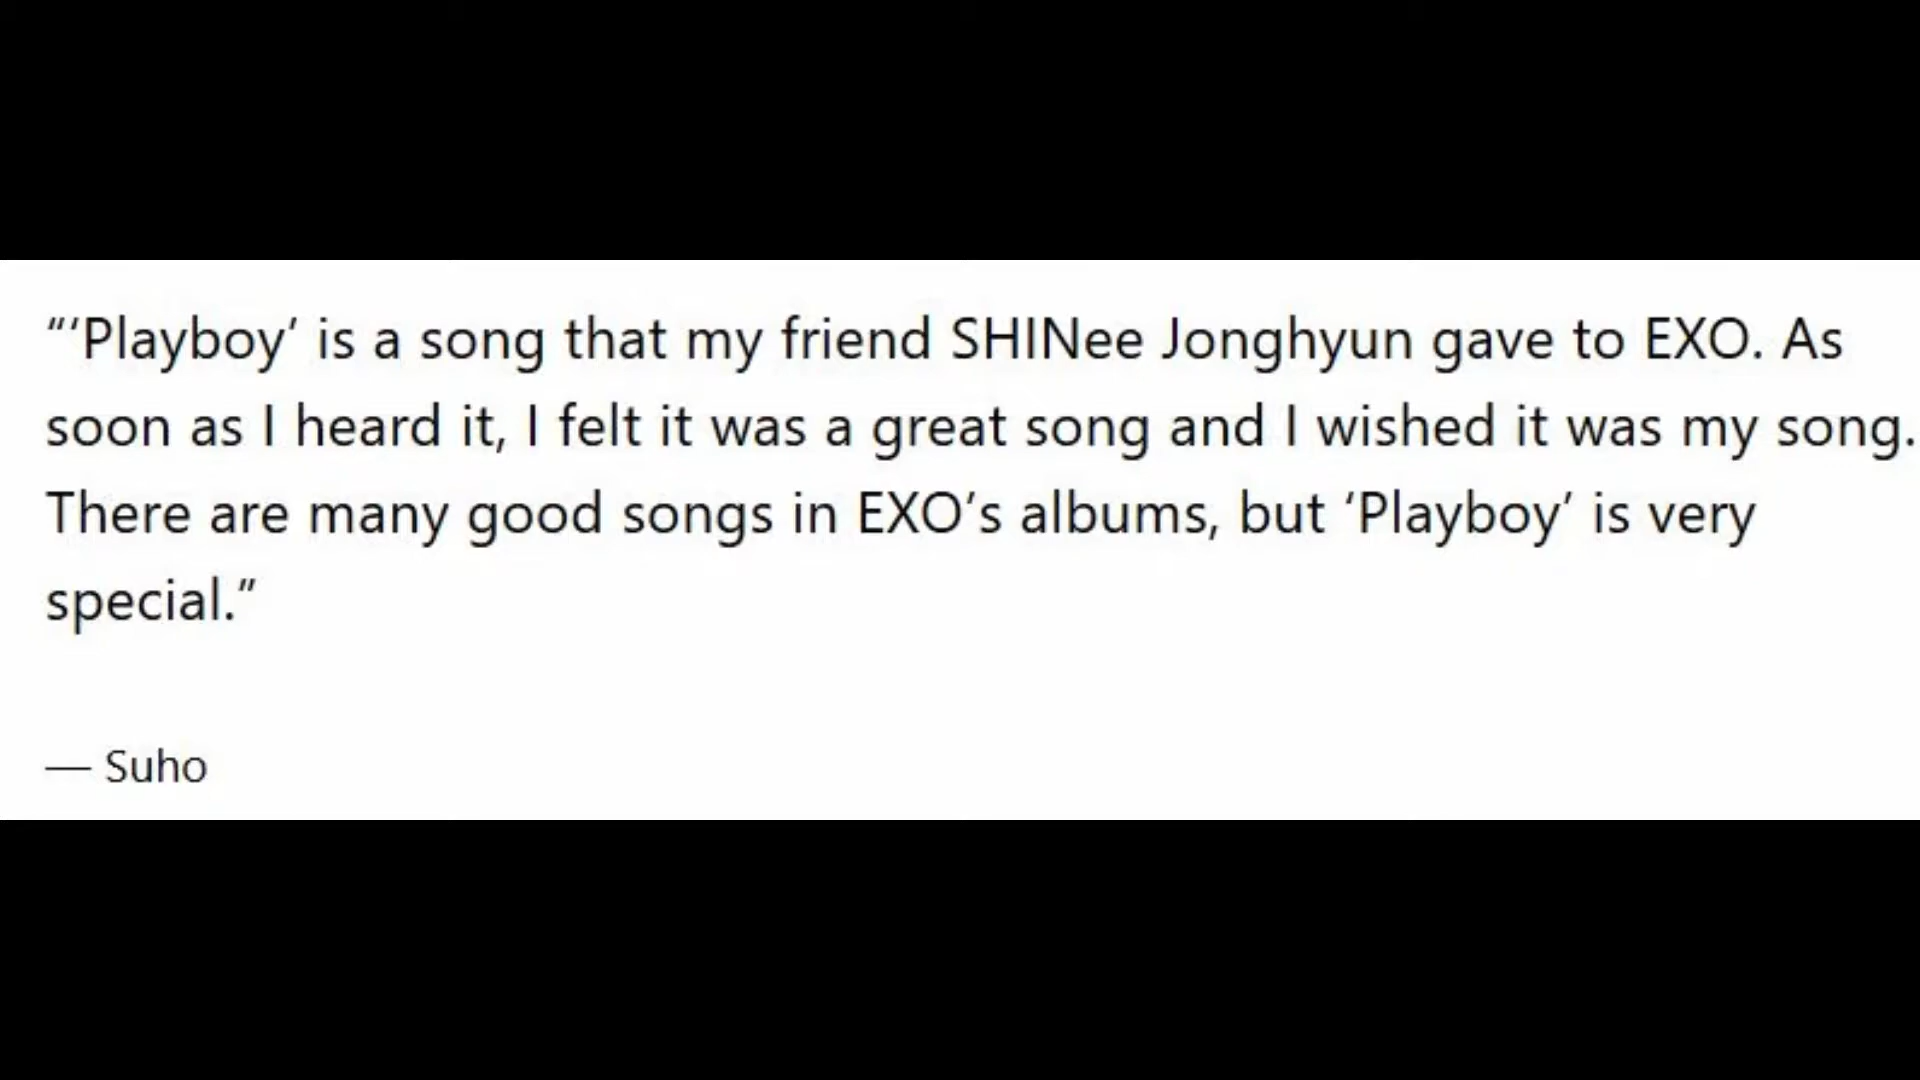 “‘Playboy’ is a song that my friend SHINee Jonghyun gave to EXO. As
soon as I heard it, I felt it was a great song and I wished it was my song.
There are many good songs in EXO’s albums, but ‘Playboy’ is very
special.”
— Suho